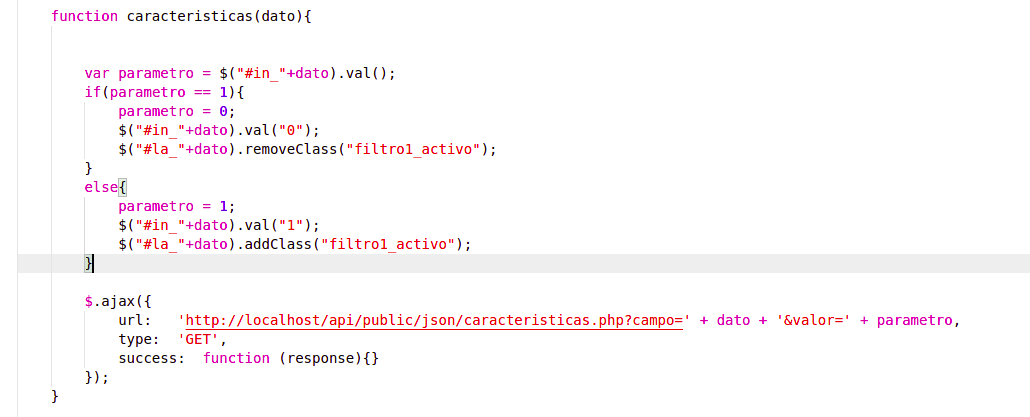 function caracteristicas(dato){
var parametro = $("#in_"+dato).val();
if(parametro == 1){
parametro = 0;
$("#in_"+dato).val("0");
$("#la_"+dato).removeClass("filtro1_activo");
}
else{
parametro = 1;
$("#in_"+dato).val("1");
$("#la_"+dato).addClass("filtro1_activo");
}
$.ajax({
url: 'http://localhost/api/public/json/caracteristicas.php?campo=' + dato + '&valor=' + parametro,
type: 'GET',
success: function (response){}
});
}